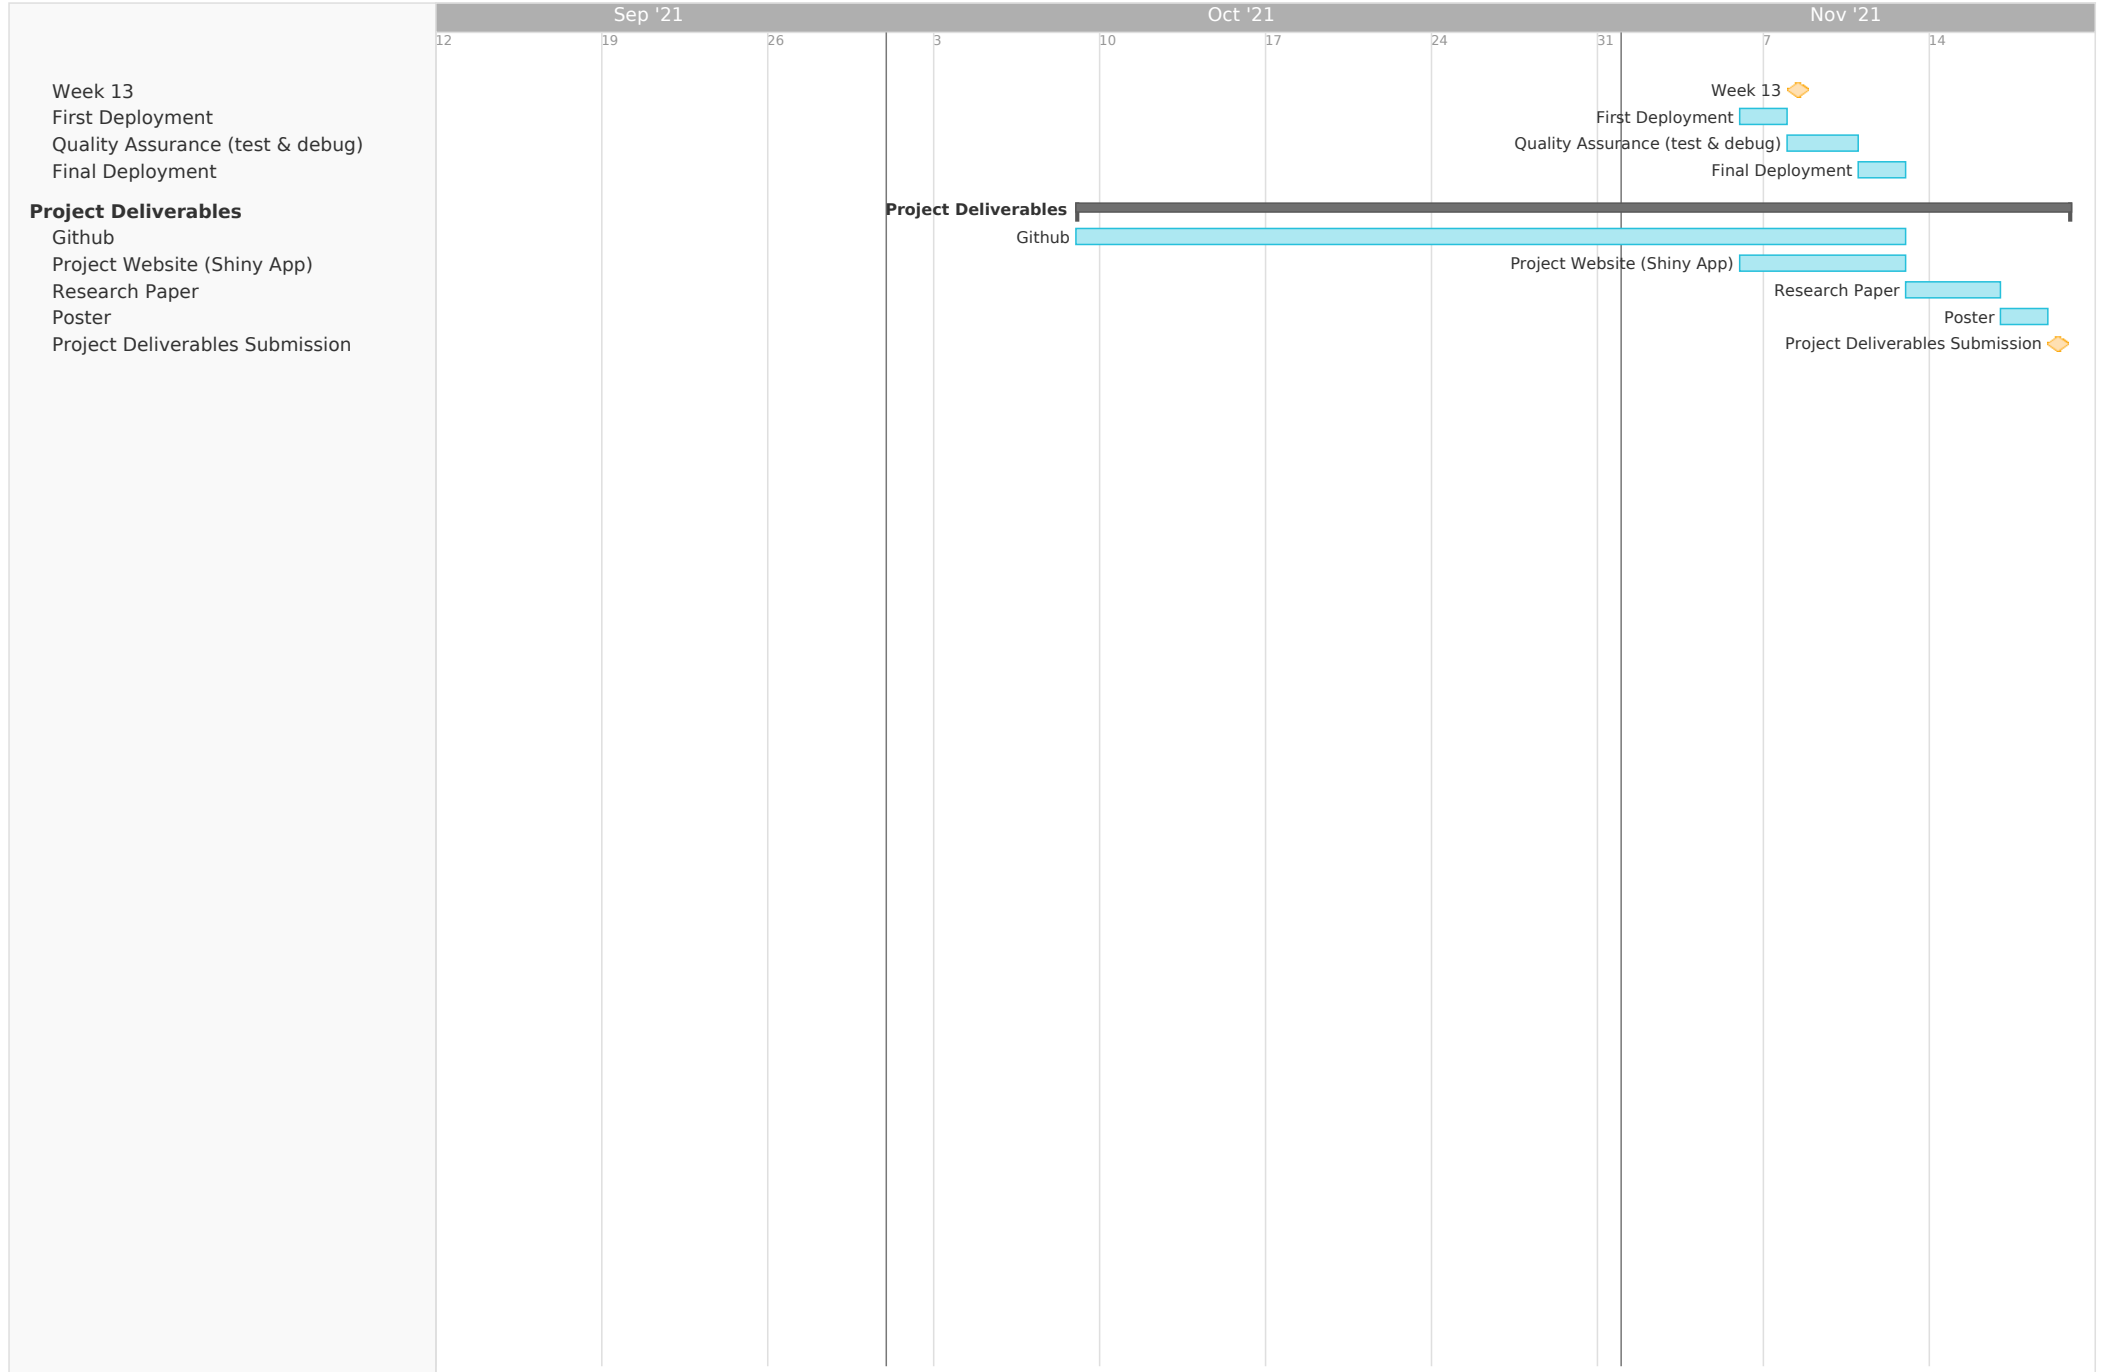 Sep '21 Oct '21 Nov '21
12 19 26 3 10 17 24 31 7 14
Week 13 Week 13
First Deployment First Deployment
Quality Assurance (test & debug) Quality Assurance (test & debug)
Final Deployment Final Deployment
Project Deliverables Project Deliverables
Github Github
Project Website (Shiny App) Project Website (Shiny App)
Research Paper Research Paper
Poster Poster
Project Deliverables Submission Project Deliverables Submission